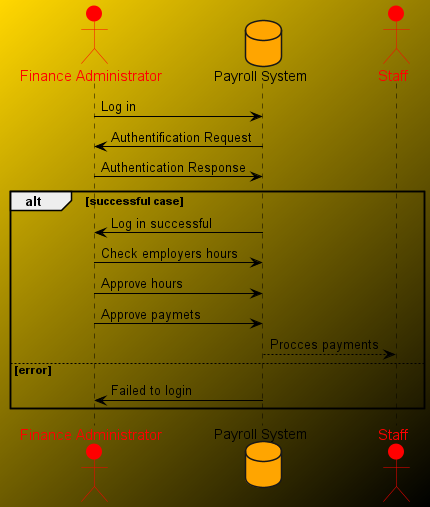 Finance Administrator Payroll System Staff
Log in
Authentification Request
Authentication Response
alt [successful case]
Log in successful
Check employers hours
Approve hours
Approve paymets
Procces payments
[error]
Failed to login
Finance Administrator Payroll System Staff